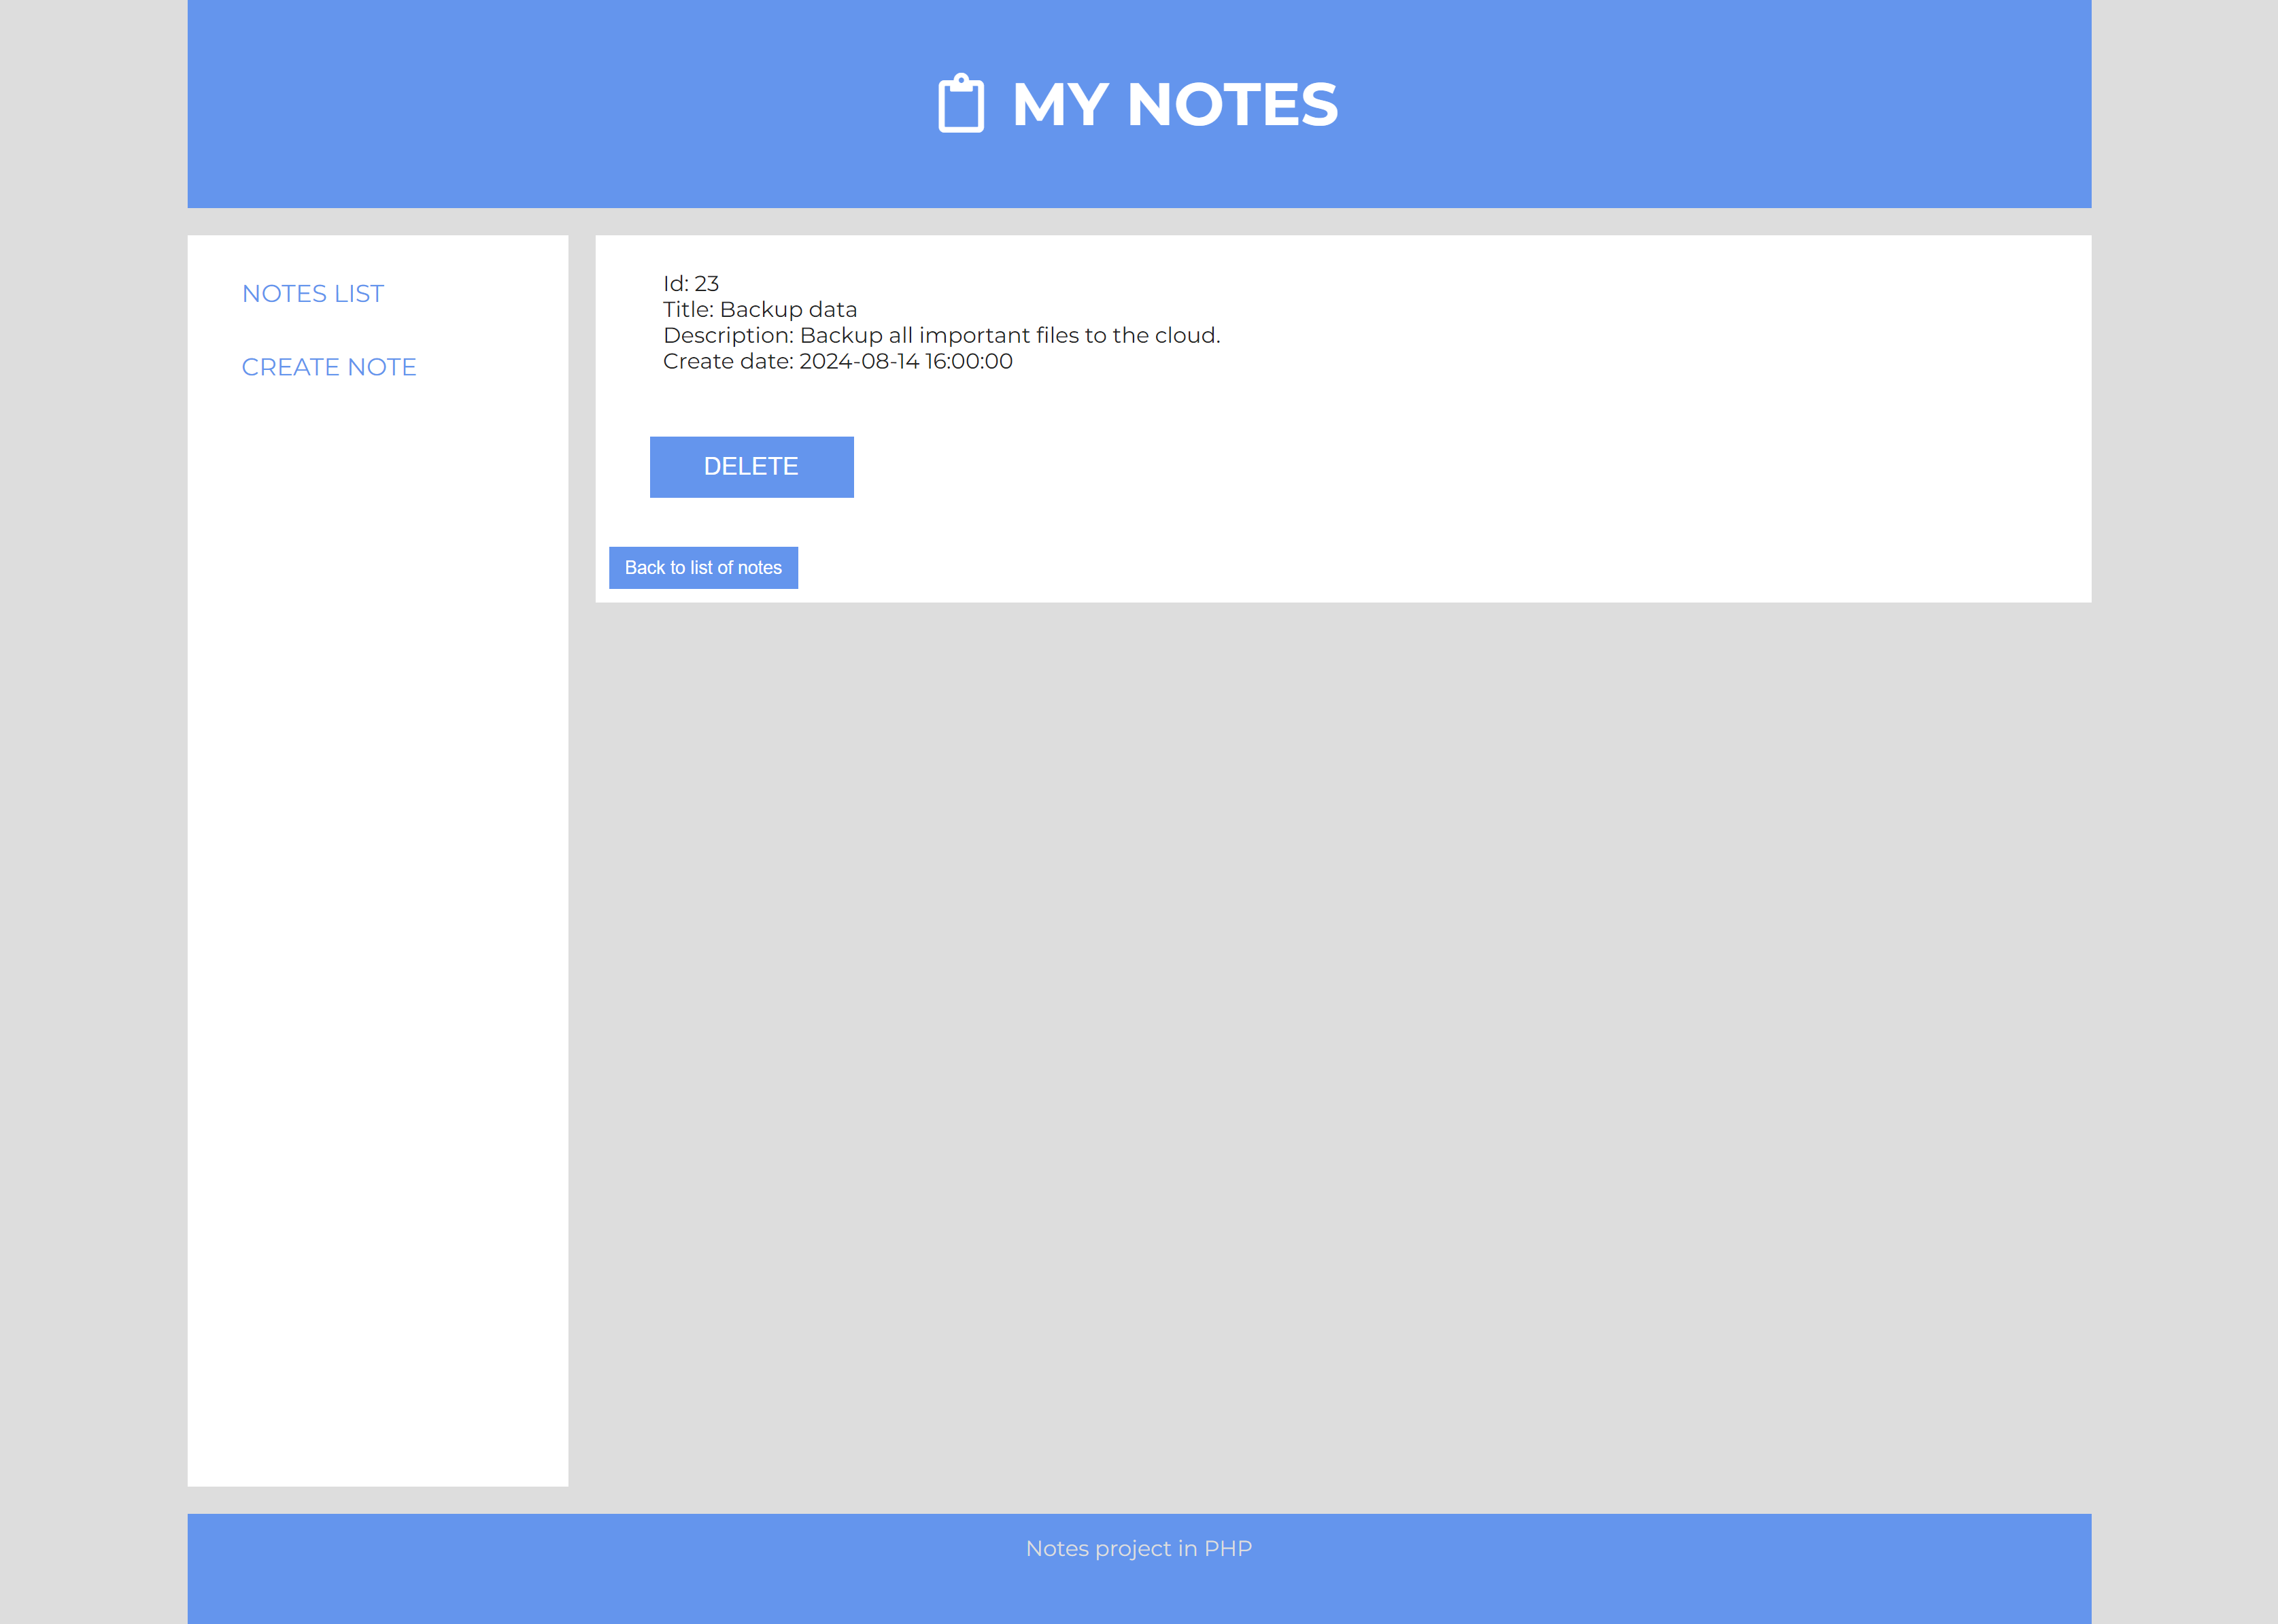 MY NOTES
NOTES LIST
CREATE NOTE
Id: 23
Title: Backup data
Description: Backup all important files to the cloud.
Create date: 2024-08-14 16:00:00
DELETE
Back to list of notes
Notes project in PHP